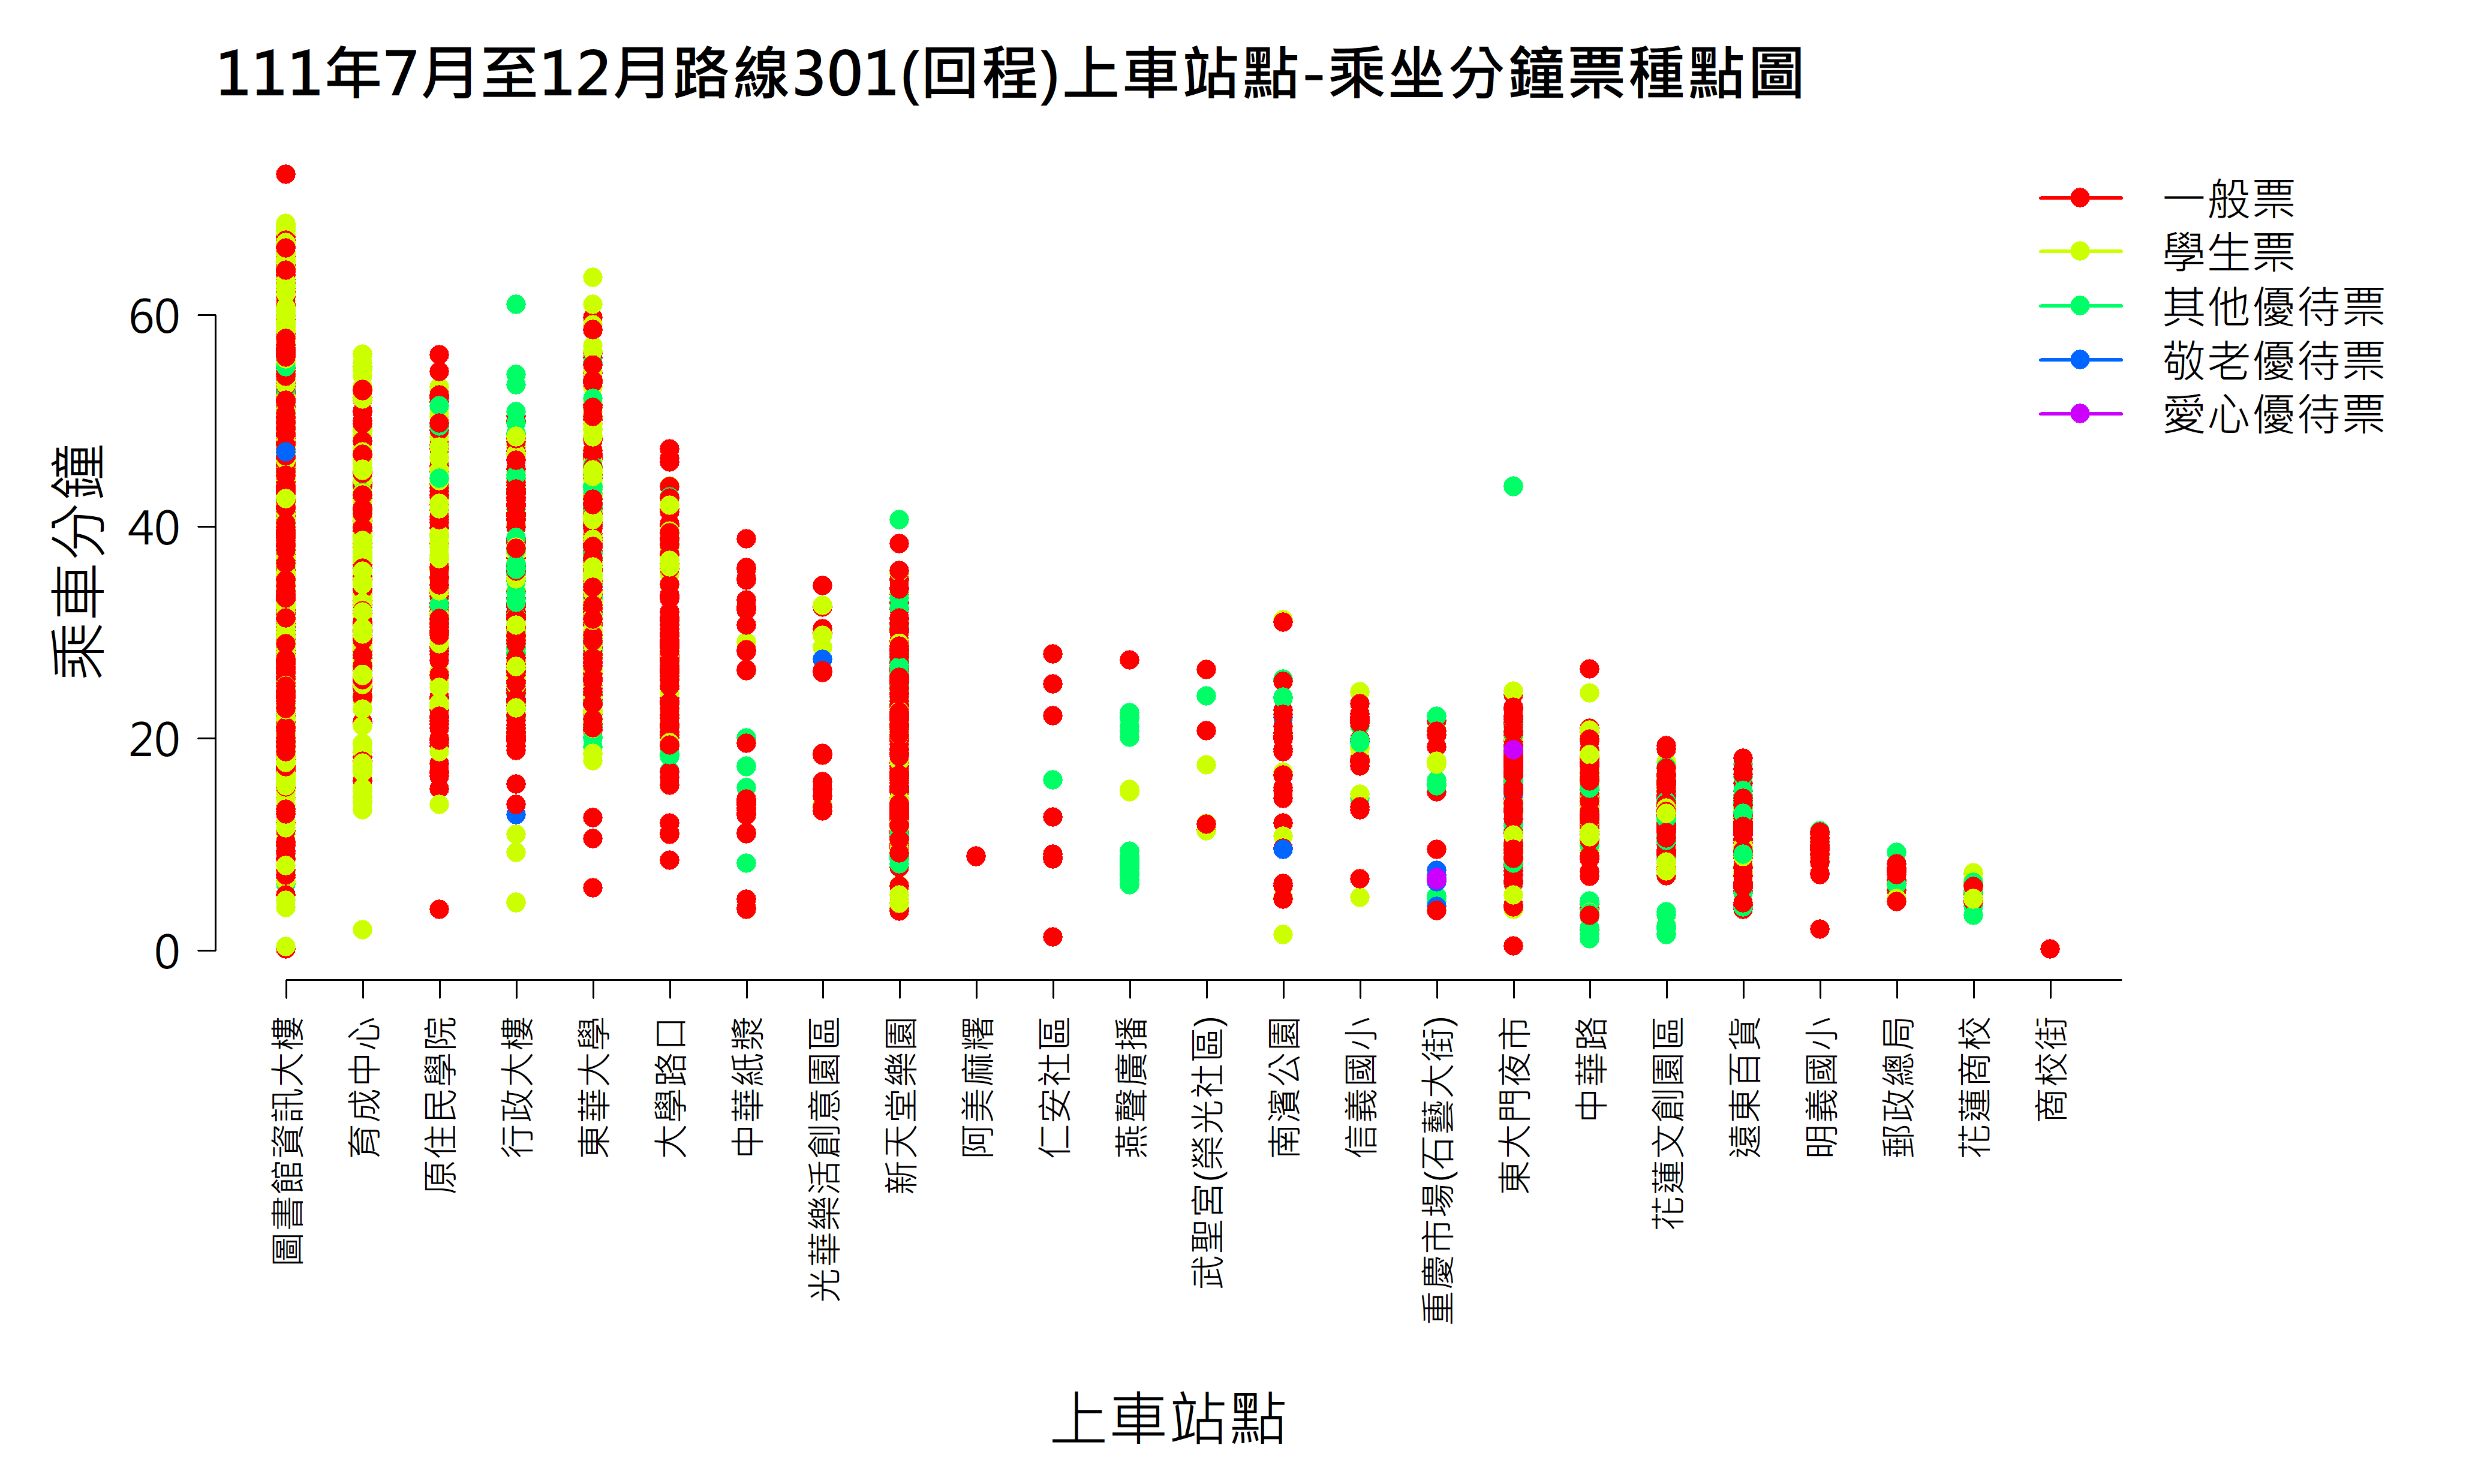 111年7月至12月路線301(回程)上車站點-乘坐分鐘票種點圖
一般票
學生票
其他優待票
敬老優待票
愛心優待票
乘車分鐘
60
40
20
0
圖書館資訊大樓
育成中心
原住民學院
行政大樓
東華大學
大學路口
中華紙漿
光華樂活創意園區
新天堂樂園
阿美麻糬
仁安社區
燕聲廣播
武聖宮(榮光社區)
南濱公園
信義國小
重慶市場(石藝大街)
東大門夜市
中華路
花蓮文創園區
遠東百貨
明義國小
郵政總局
花蓮商校
商校街
上車站點